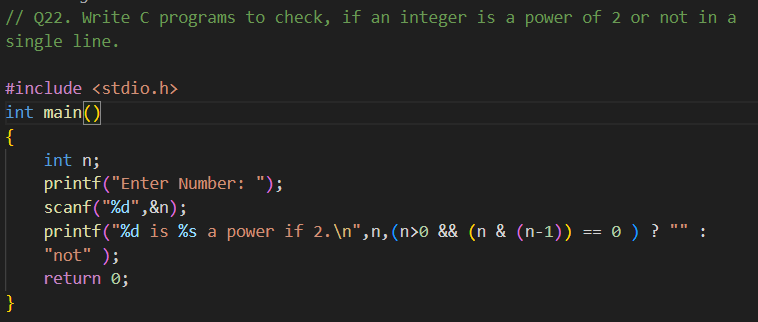 // Q22. Write C programs to check, if an integer is a power of 2 or not in a
single line.
#include <stdio.h>
int main()
{
    int n;
    printf("Enter Number: ");
    scanf("%d",&n);
    printf("%d is %s a power if 2.\n",n,(n>0 && (n & (n-1)) == 0 ) ? "" :
    "not" );
    return 0;
}